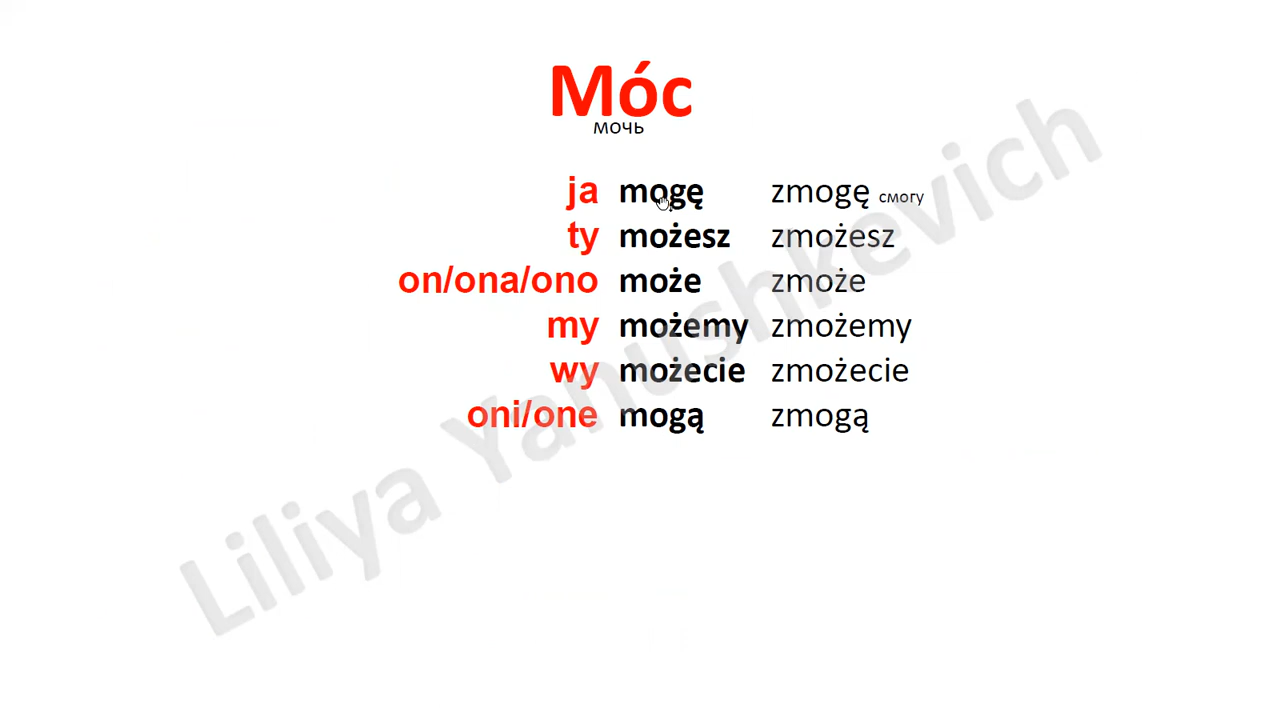 Móc
мочь
ja mogę zmogę смогу
ty możesz zmożesz
on/ona/ono może zmoże
my możemy zmożemy
wy możecie zmożecie
oni/one mogą zmogą
Liliya Yanushkevich